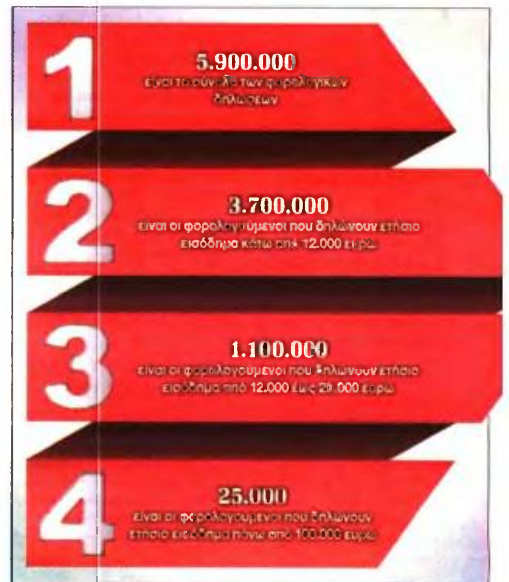 1
5.900.000
είναι το σύνολο των φορολογικών
δηλώσεων
2
3.700.000
είναι οι φορολογούμενοι που δηλώνουν ετήσιο
εισόδημα κάτω από 12.000 ευρώ
3
1.100.000
είναι οι φορολογούμενοι που δηλώνουν ετήσιο
εισόδημα από 12.000 έως
ευρώ
4
25.000
είναι οι φορολογούμενοι που δηλώνουν
ετήσιο εισόδημα πάνω από 100.000 ευρώ